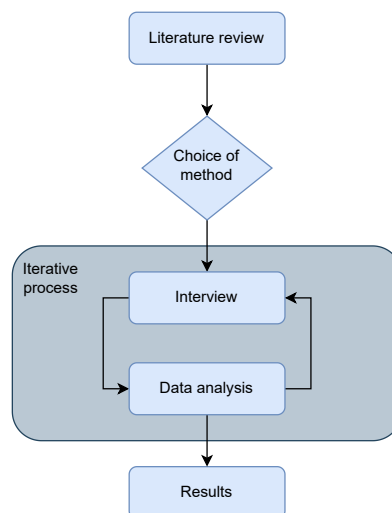 Literature review
Choice of
method
Iterative
process
Interview
Data analysis
Results